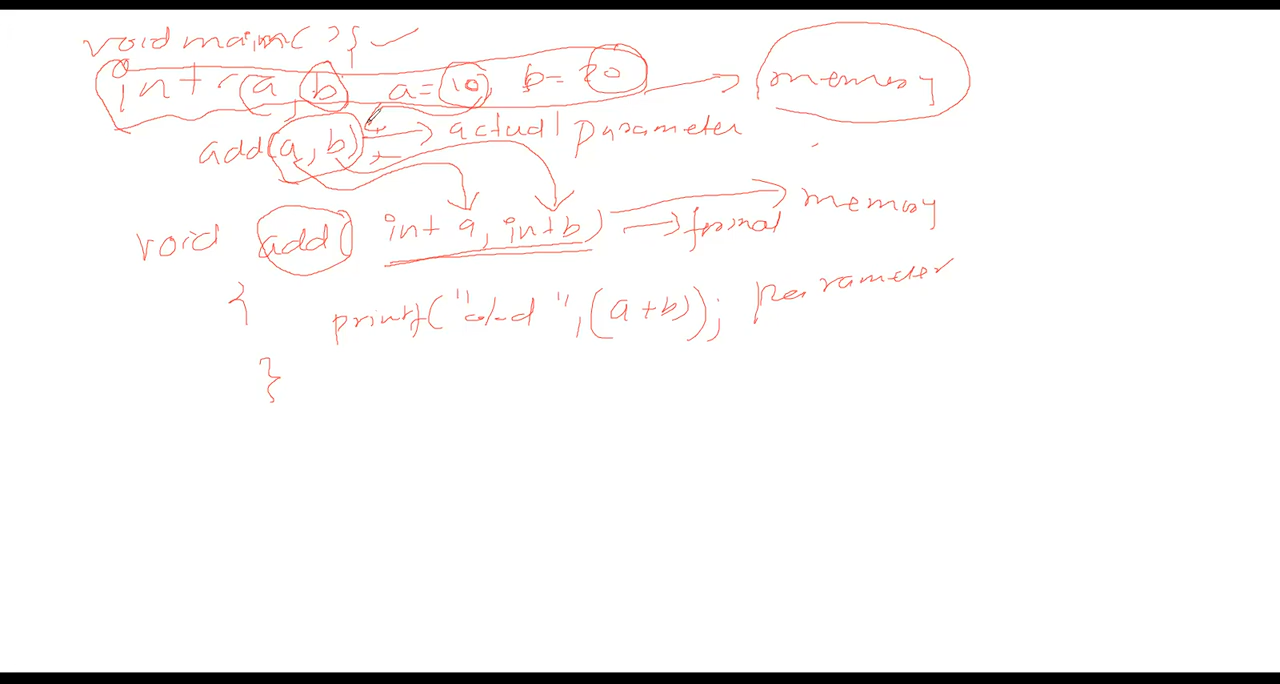 void main( ) {
int a b a=10, b=20 → memory
add(a, b) → actual parameter
void add( int a, int b) → formal memory
{ printf("%d", (a+b)); parameter
}